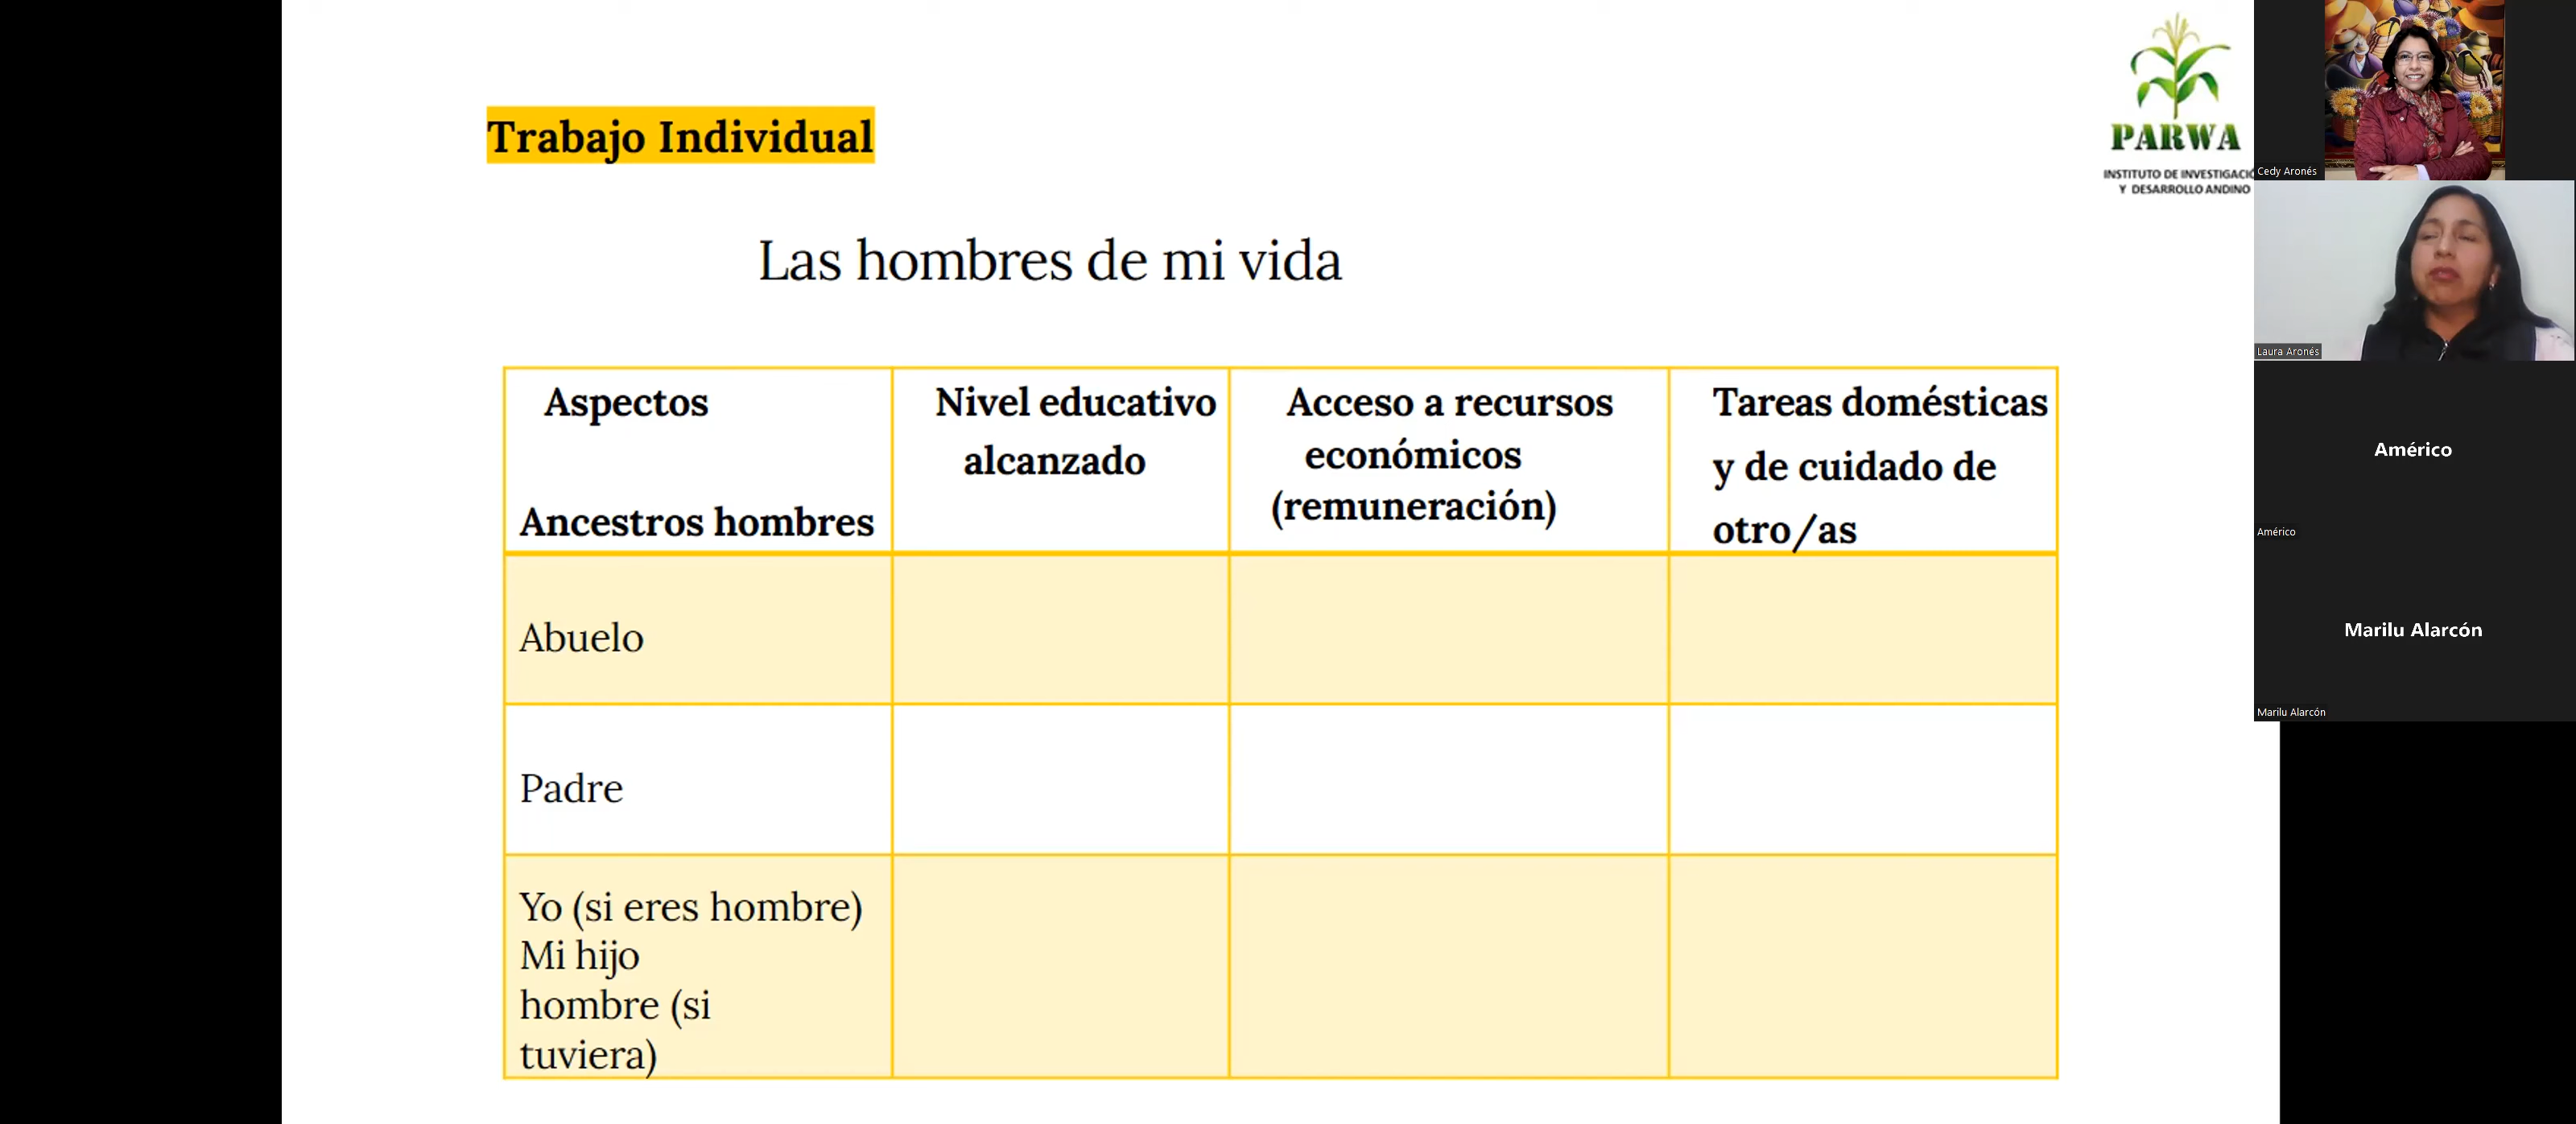 Trabajo Individual
Las hombres de mi vida
PARWA
INSTITUTO DE INVESTIGACIÓ
Y DESARROLLO ANDINO
Aspectos
Ancestros hombres
Nivel educativo
alcanzado
Acceso a recursos
económicos
(remuneración)
Tareas domésticas
y de cuidado de
otro/as
Abuelo
Padre
Yo (si eres hombre)
Mi hijo
hombre (si
tuviera)
Cedy Aronés
Laura Aronés
Américo
Américo
Marilu Alarcón
Marilu Alarcón